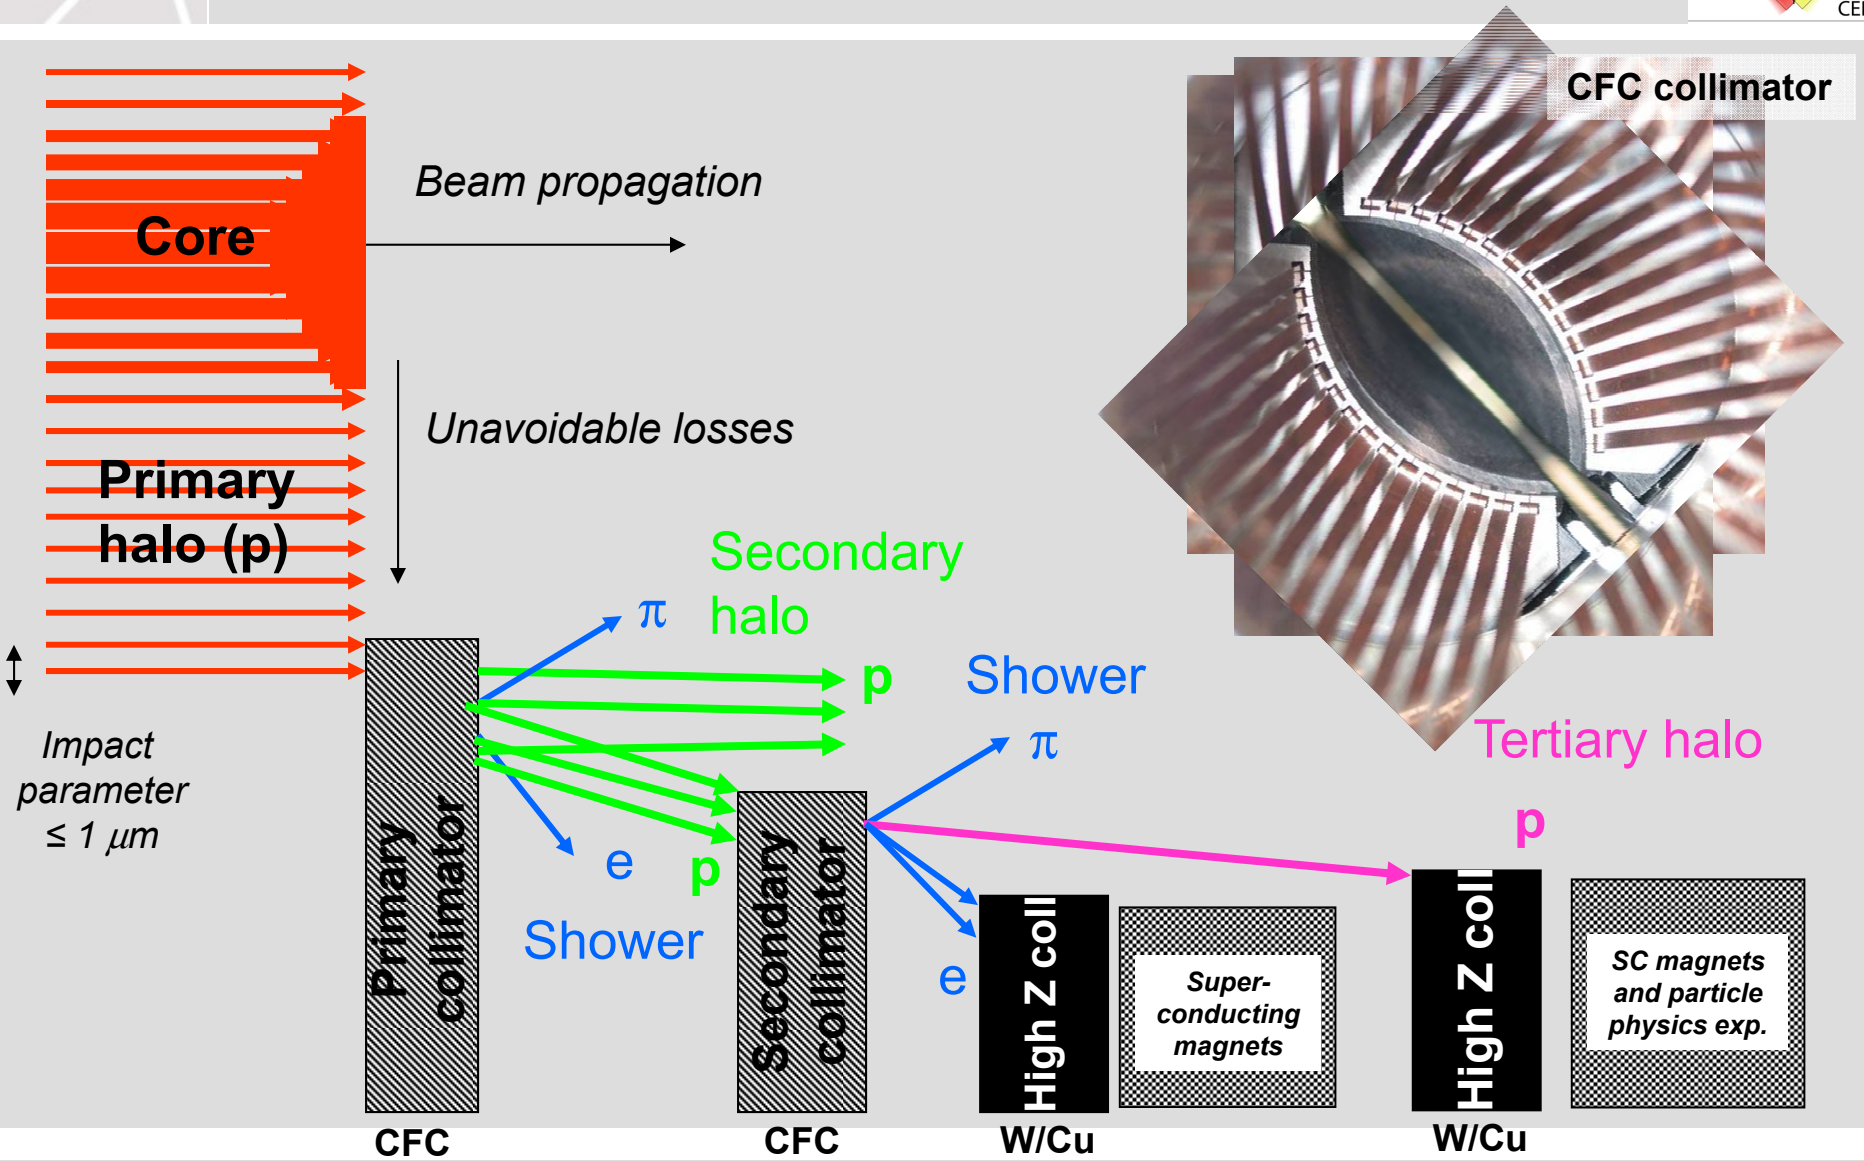 CFC collimator
Beam propagation
Core
Unavoidable losses
Primary
halo (p)
Secondary
halo
π
p
Shower
π
Tertiary halo
p
Impact
parameter
≤ 1 μm
e
p
Shower
e
Primary
collimator
Secondary
collimator
High Z coll
Super-
conducting
magnets
High Z coll
SC magnets
and particle
physics exp.
CFC
CFC
W/Cu
W/Cu